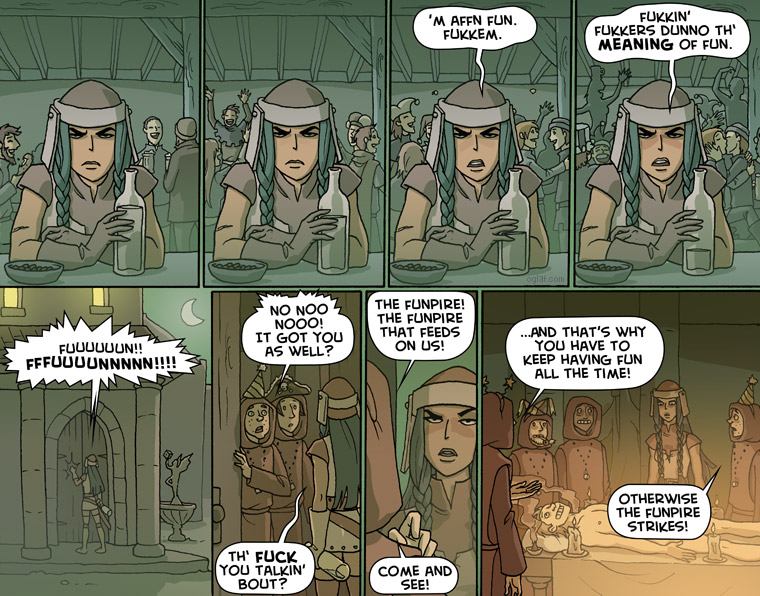 'M AFFN FUN.
FUKKEM.
FUKKIN'
FUKKERS DUNNO TH'
MEANING OF FUN.
oglaf.com
FUUUUUUN!!
FFFUUUUNNNNN!!!!
NO NOO
NOOO!
IT GOT YOU
AS WELL?
TH' FUCK
YOU TALKIN'
BOUT?
THE FUNPIRE!
THE FUNPIRE
THAT FEEDS
ON US!
COME AND
SEE!
...AND THAT'S WHY
YOU HAVE TO
KEEP HAVING FUN
ALL THE TIME!
OTHERWISE
THE FUNPIRE
STRIKES!